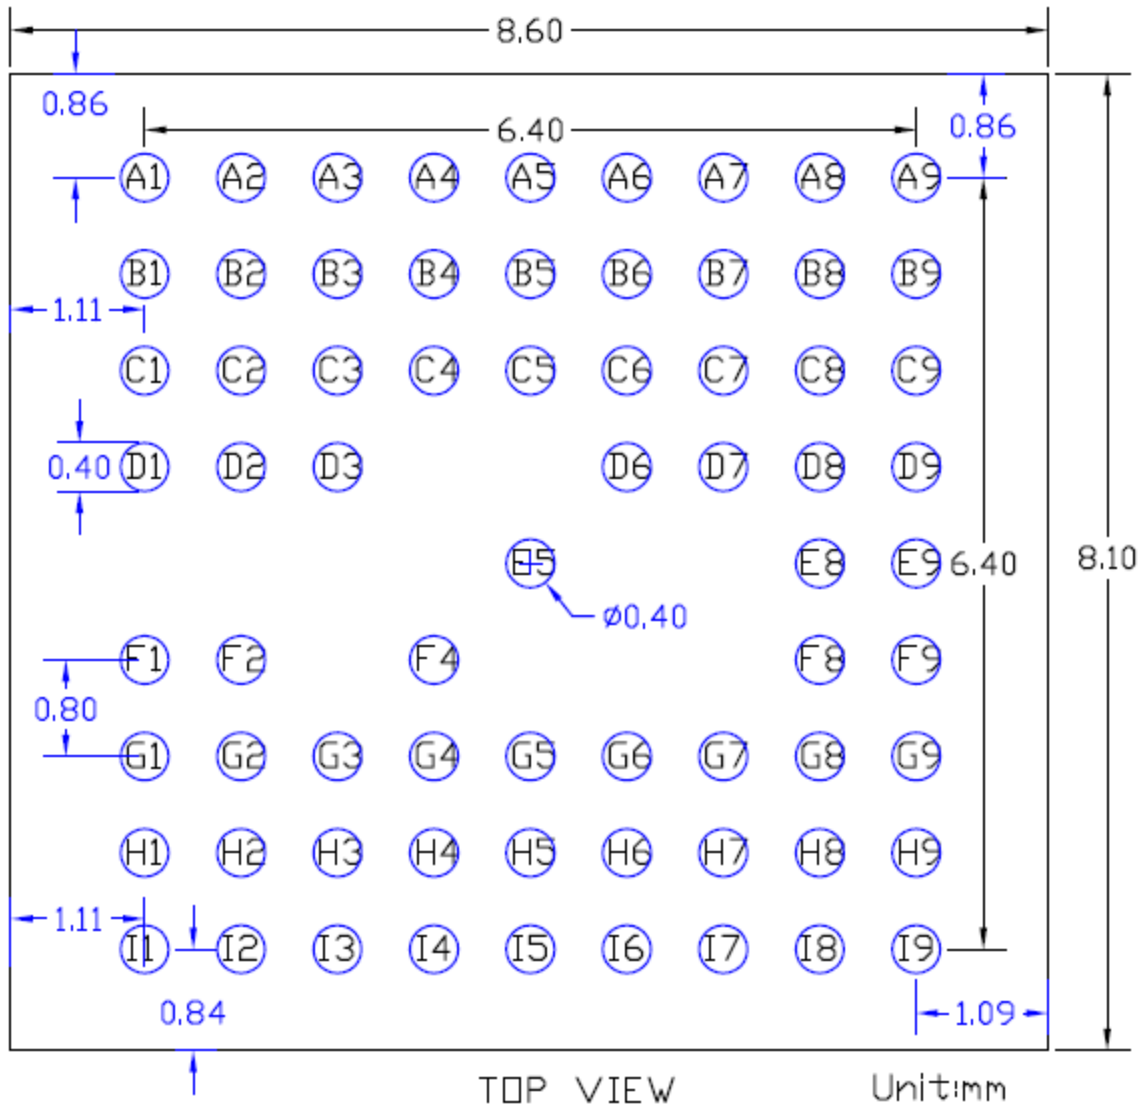 8.60
0.86
6.40
0.86
A1 A2 A3 A4 A5 A6 A7 A8 A9
B1 B2 B3 B4 B5 B6 B7 B8 B9
1.11
C1 C2 C3 C4 C5 C6 C7 C8 C9
0.40 D1 D2 D3 D6 D7 D8 D9
E5 E8 E9 6.40 8.10
Ø0.40
F1 F2 F4 F8 F9
0.80
G1 G2 G3 G4 G5 G6 G7 G8 G9
H1 H2 H3 H4 H5 H6 H7 H8 H9
1.11
I1 I2 I3 I4 I5 I6 I7 I8 I9
0.84 1.09
TOP VIEW Unit:mm